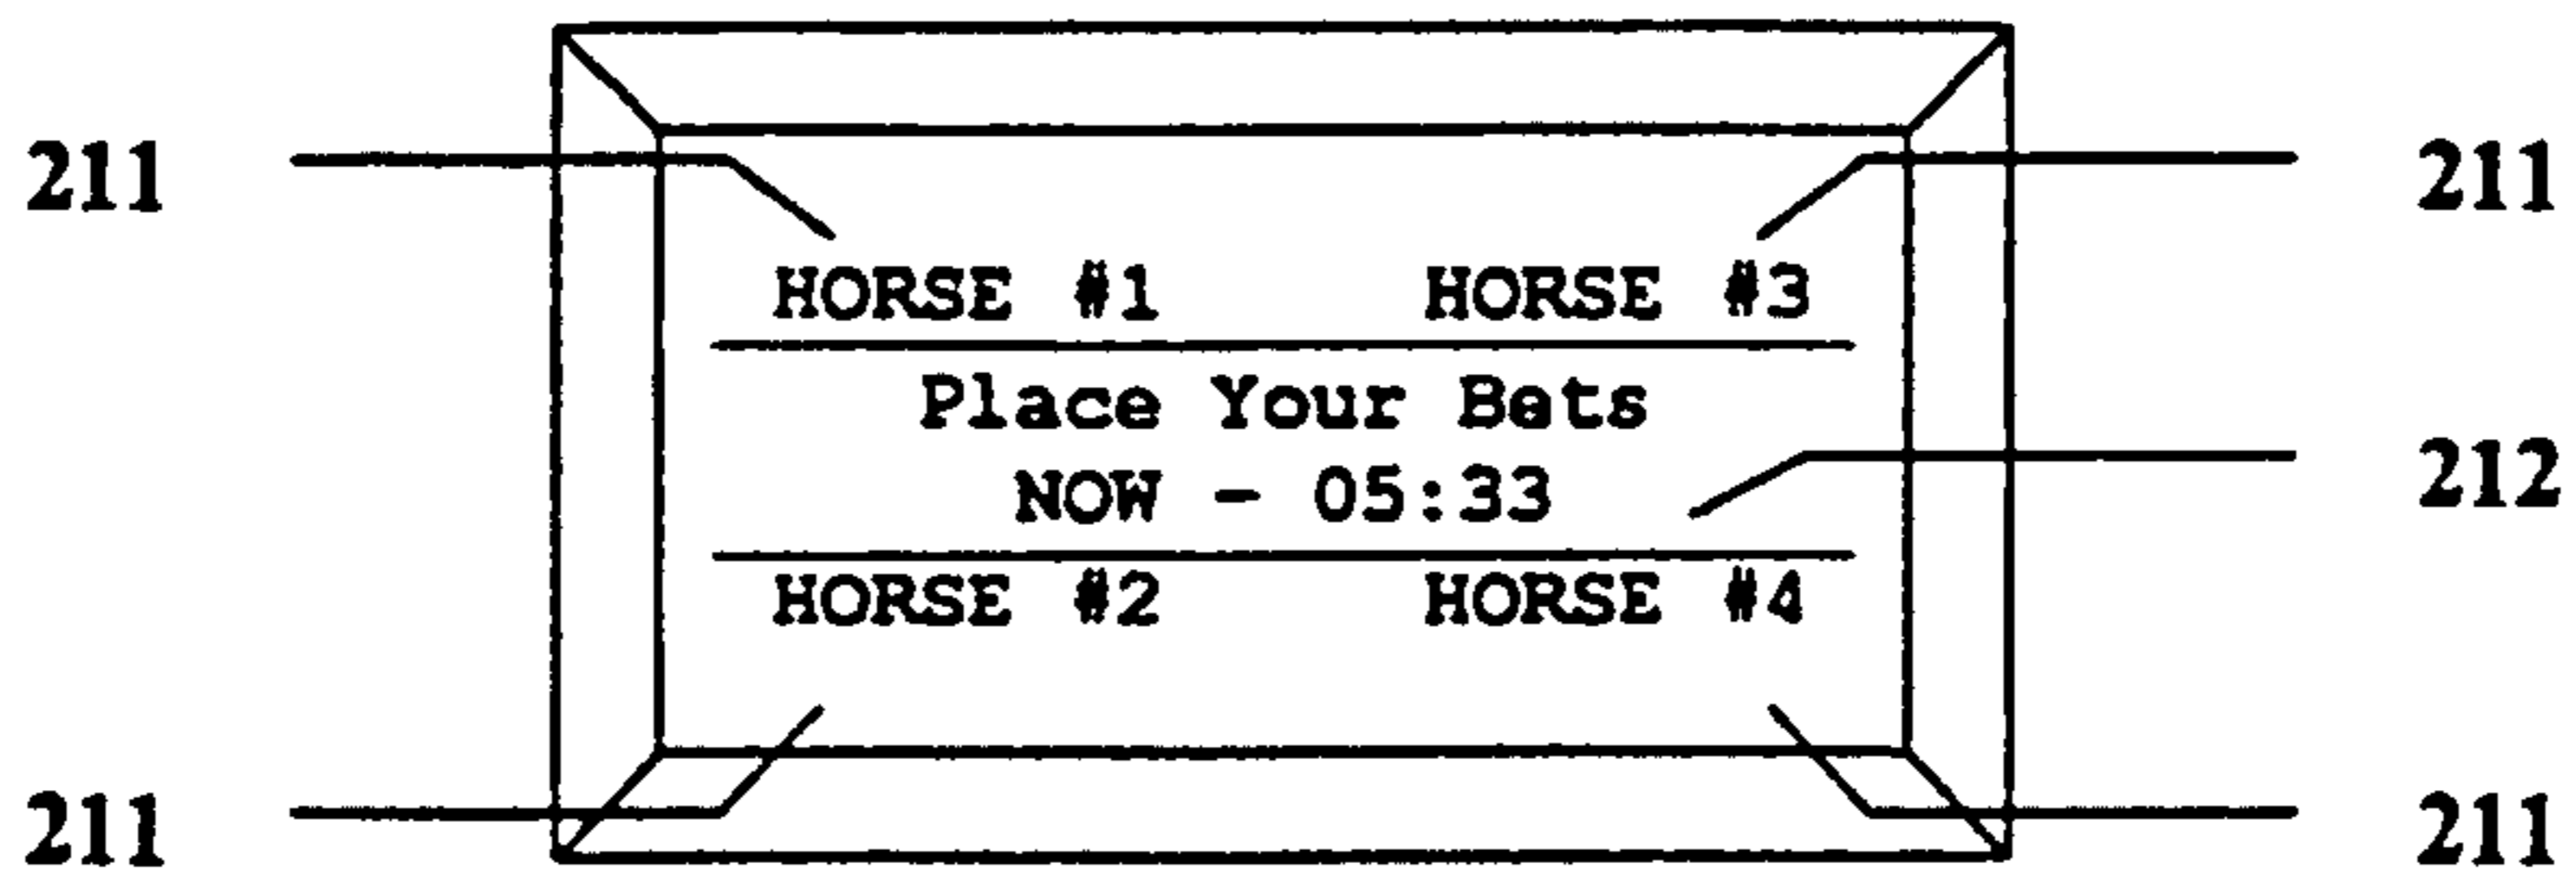 211 211
HORSE #1 HORSE #3
Place Your Bets
212
NOW - 05:33
HORSE #2 HORSE #4
211 211